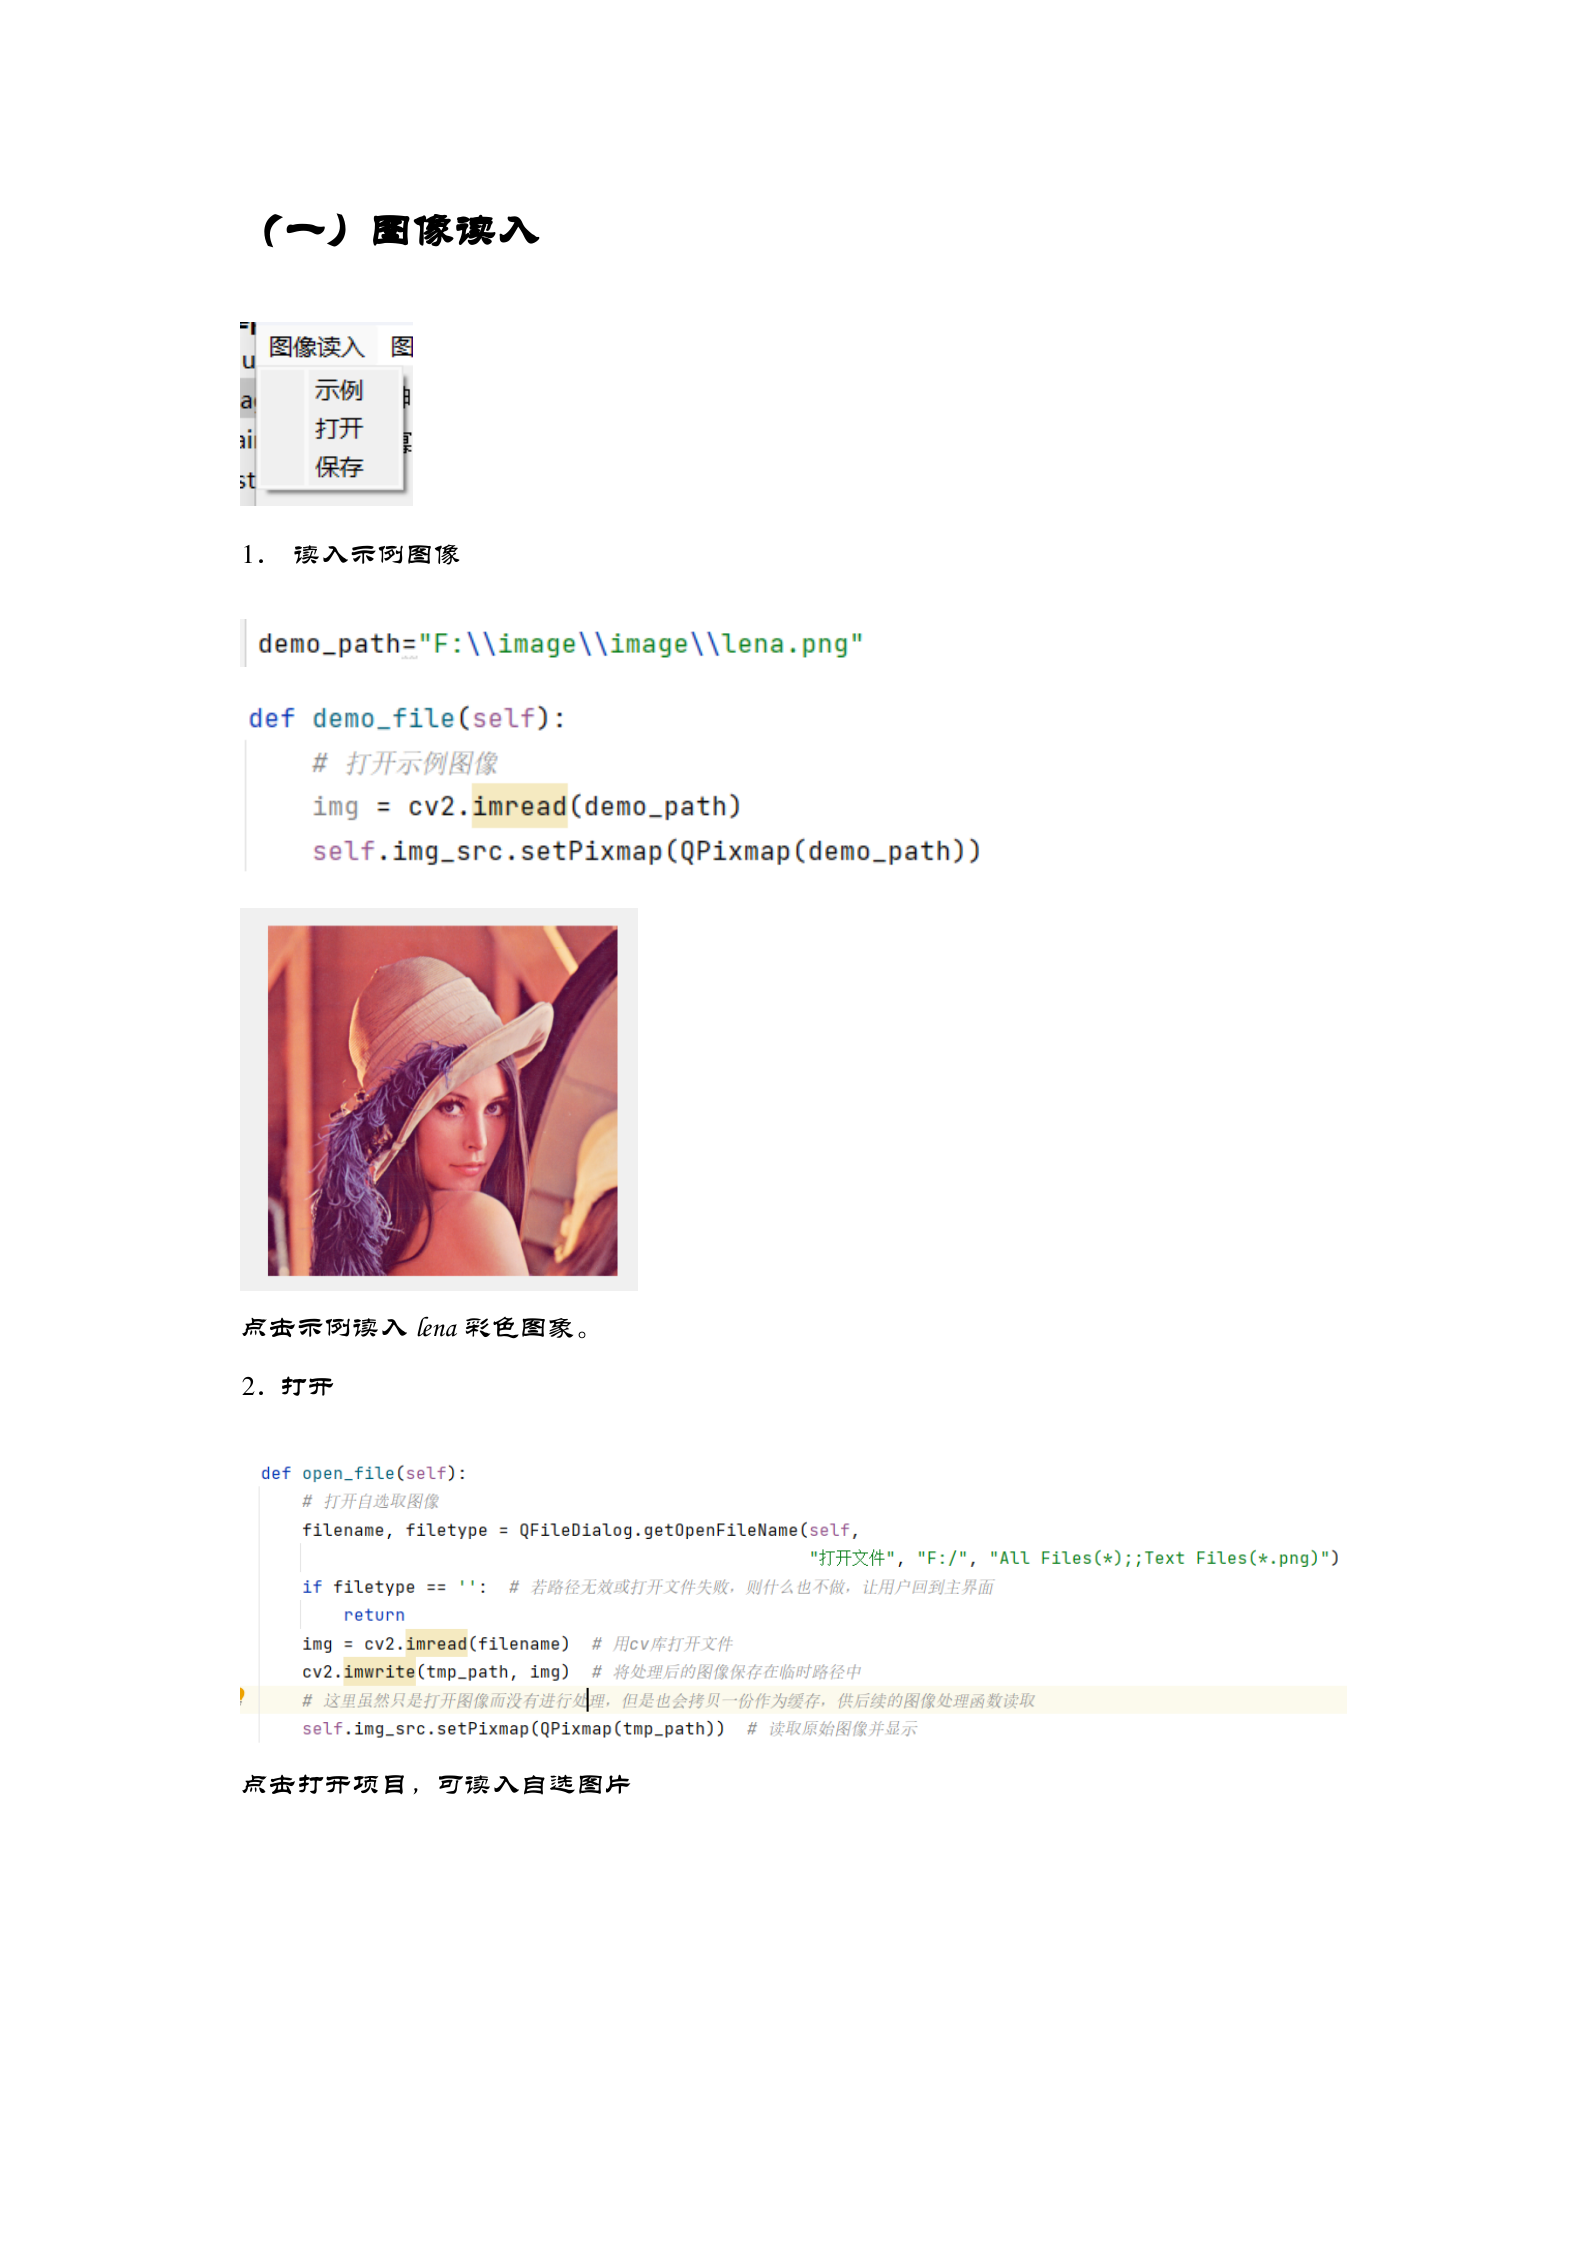 （一）图像读入
图像读入 图
示例
打开
保存
1. 读入示例图像
demo_path="F:\\image\\image\\lena.png"
def demo_file(self):
# 打开示例图像
img = cv2.imread(demo_path)
self.img_src.setPixmap(QPixmap(demo_path))
点击示例读入 lena 彩色图象。
2. 打开
def open_file(self):
# 打开自选取图像
filename, filetype = QFileDialog.getOpenFileName(self,
"打开文件", "F:/", "All Files(*);;Text Files(*.png)")
if filetype == '': # 若路径无效或打开文件失败，则什么也不做，让用户回到主界面
return
img = cv2.imread(filename) # 用cv库打开文件
cv2.imwrite(tmp_path, img) # 将处理后的图像保存在临时路径中
# 这里虽然只是打开图像而没有进行处理，但是也会拷贝一份作为缓存，供后续的图像处理函数读取
self.img_src.setPixmap(QPixmap(tmp_path)) # 读取原始图像并显示
点击打开项目，可读入自选图片